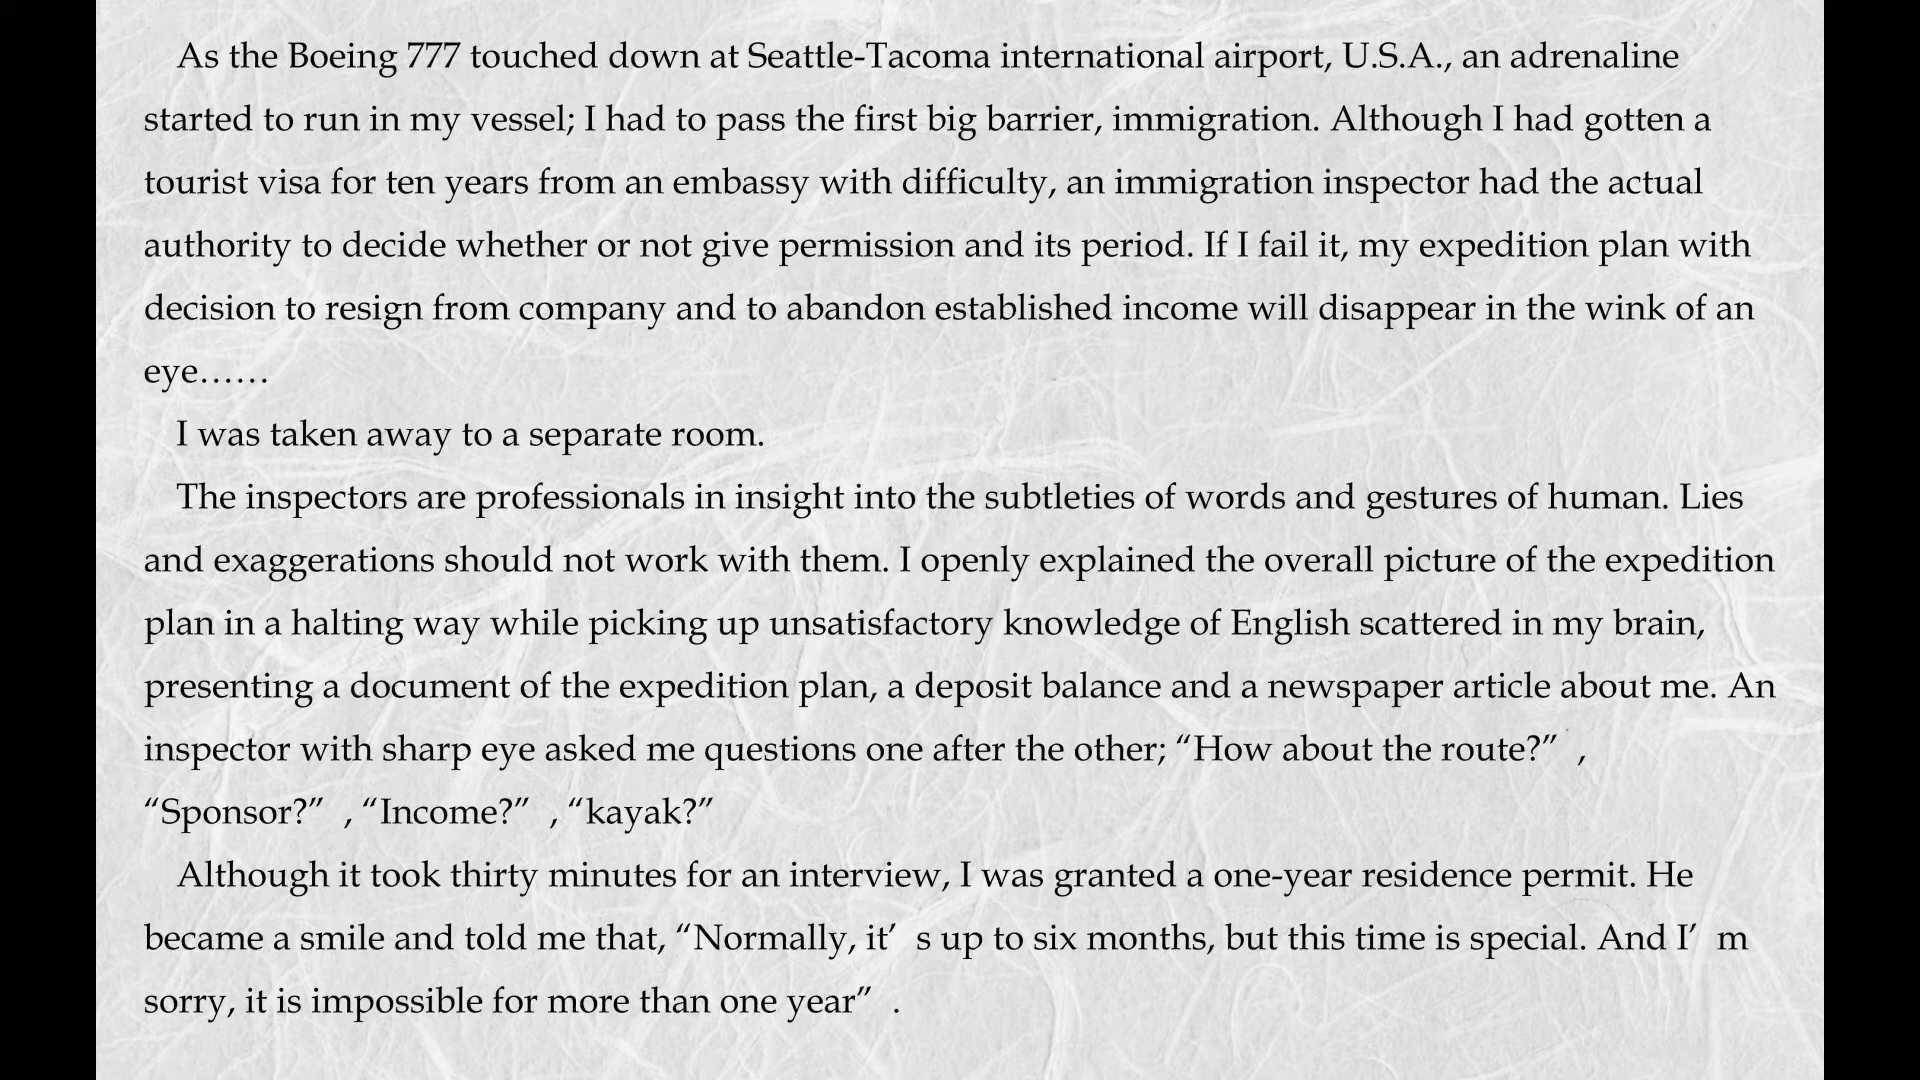 As the Boeing 777 touched down at Seattle-Tacoma international airport, U.S.A., an adrenaline
started to run in my vessel; I had to pass the first big barrier, immigration. Although I had gotten a
tourist visa for ten years from an embassy with difficulty, an immigration inspector had the actual
authority to decide whether or not give permission and its period. If I fail it, my expedition plan with
decision to resign from company and to abandon established income will disappear in the wink of an
eye……
I was taken away to a separate room.
The inspectors are professionals in insight into the subtleties of words and gestures of human. Lies
and exaggerations should not work with them. I openly explained the overall picture of the expedition
plan in a halting way while picking up unsatisfactory knowledge of English scattered in my brain,
presenting a document of the expedition plan, a deposit balance and a newspaper article about me. An
inspector with sharp eye asked me questions one after the other; “How about the route?” ,
“Sponsor?” , “Income?” , “kayak?”
Although it took thirty minutes for an interview, I was granted a one-year residence permit. He
became a smile and told me that, “Normally, it’ s up to six months, but this time is special. And I’ m
sorry, it is impossible for more than one year” .